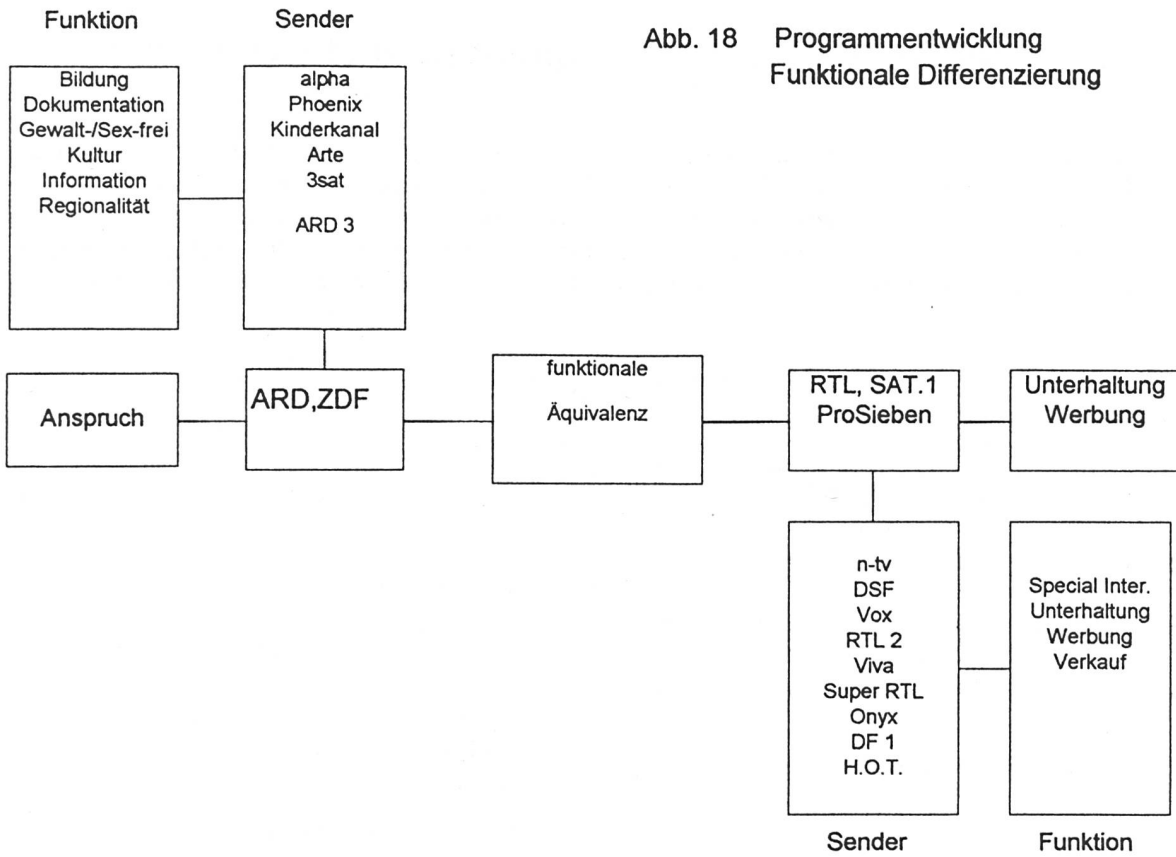 Funktion
Sender
Abb. 18 Programmentwicklung
Funktionale Differenzierung
Bildung
Dokumentation
Gewalt-/Sex-frei
Kultur
Information
Regionalität
alpha
Phoenix
Kinderkanal
Arte
3sat
ARD 3
Anspruch
ARD,ZDF
funktionale
Äquivalenz
RTL, SAT.1
ProSieben
Unterhaltung
Werbung
n-tv
DSF
Vox
RTL 2
Viva
Super RTL
Onyx
DF 1
H.O.T.
Special Inter.
Unterhaltung
Werbung
Verkauf
Sender
Funktion